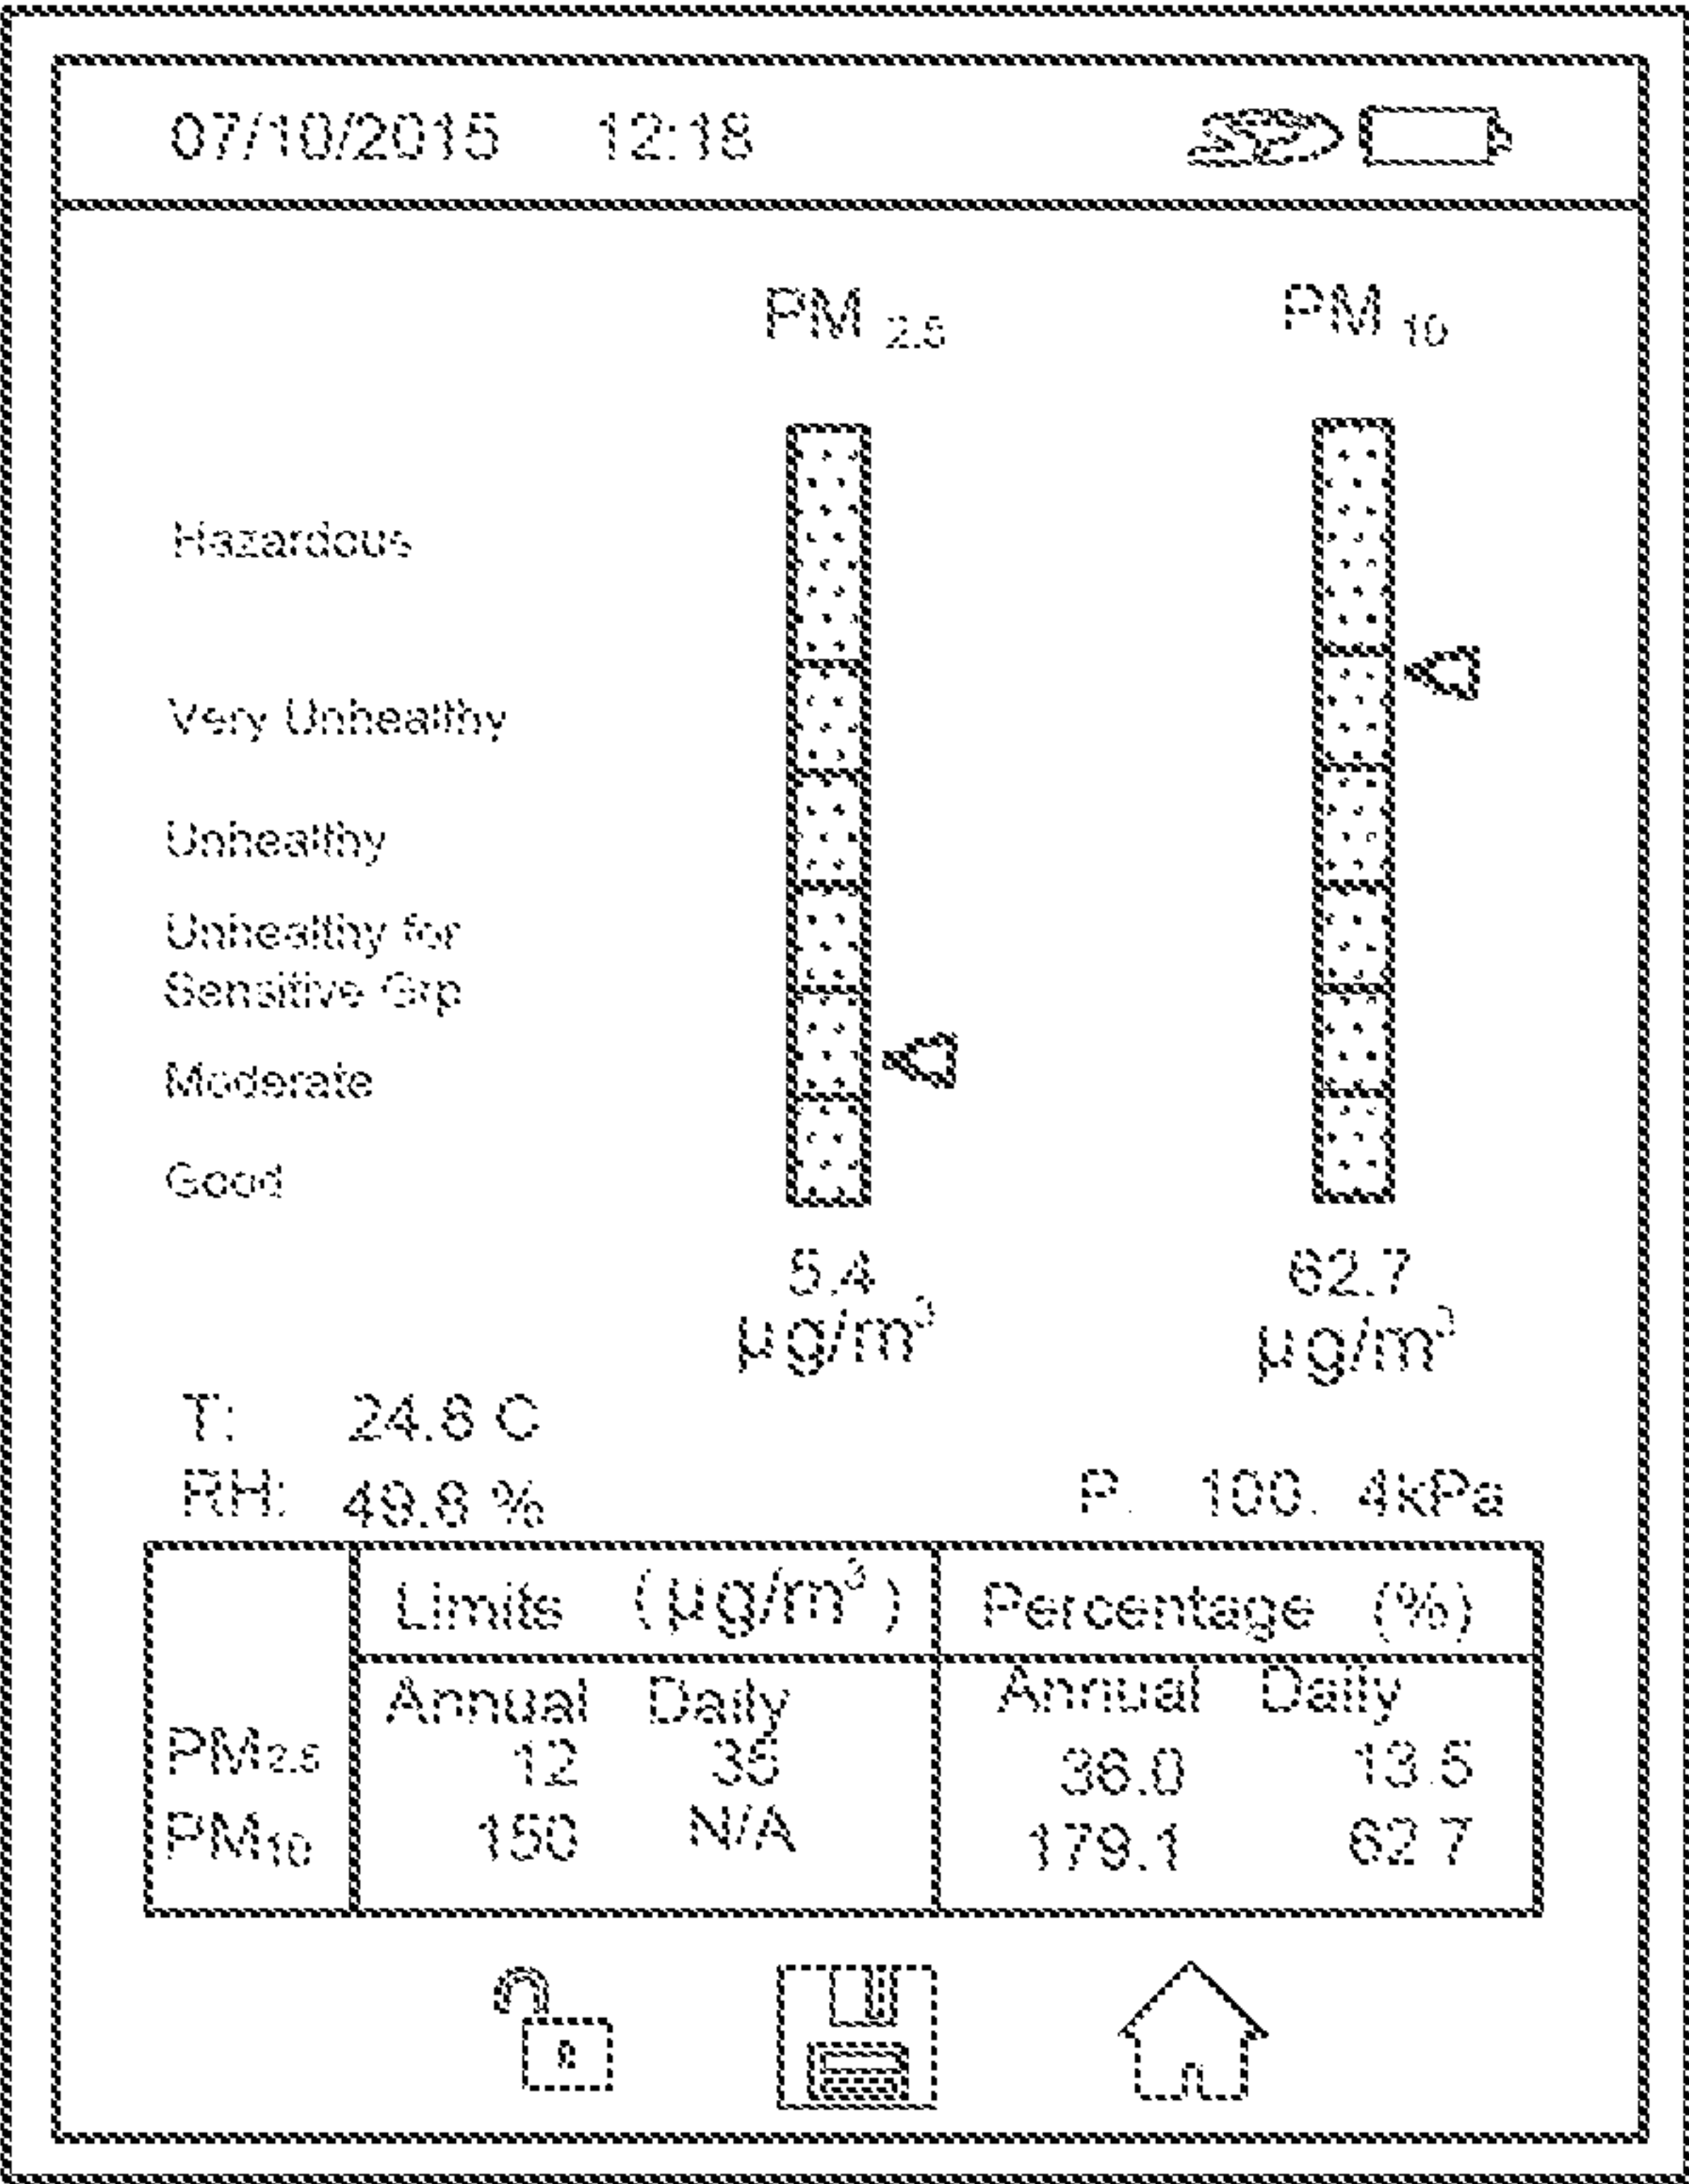 07/10/2015 12:18
PM 2.5 PM 10
Hazardous
Very Unhealthy
Unhealthy
Unhealthy for
Sensitive Grp
Moderate
Good
5.4 62.7
µg/m³ µg/m³
T: 24.8 C
RH: 49.8 % P. 100. 4kPa
Limits (µg/m³) Percentage (%)
Annual Daily Annual Daily
PM2.5 12 35 36.0 13.5
PM10 150 N/A 179.1 62.7